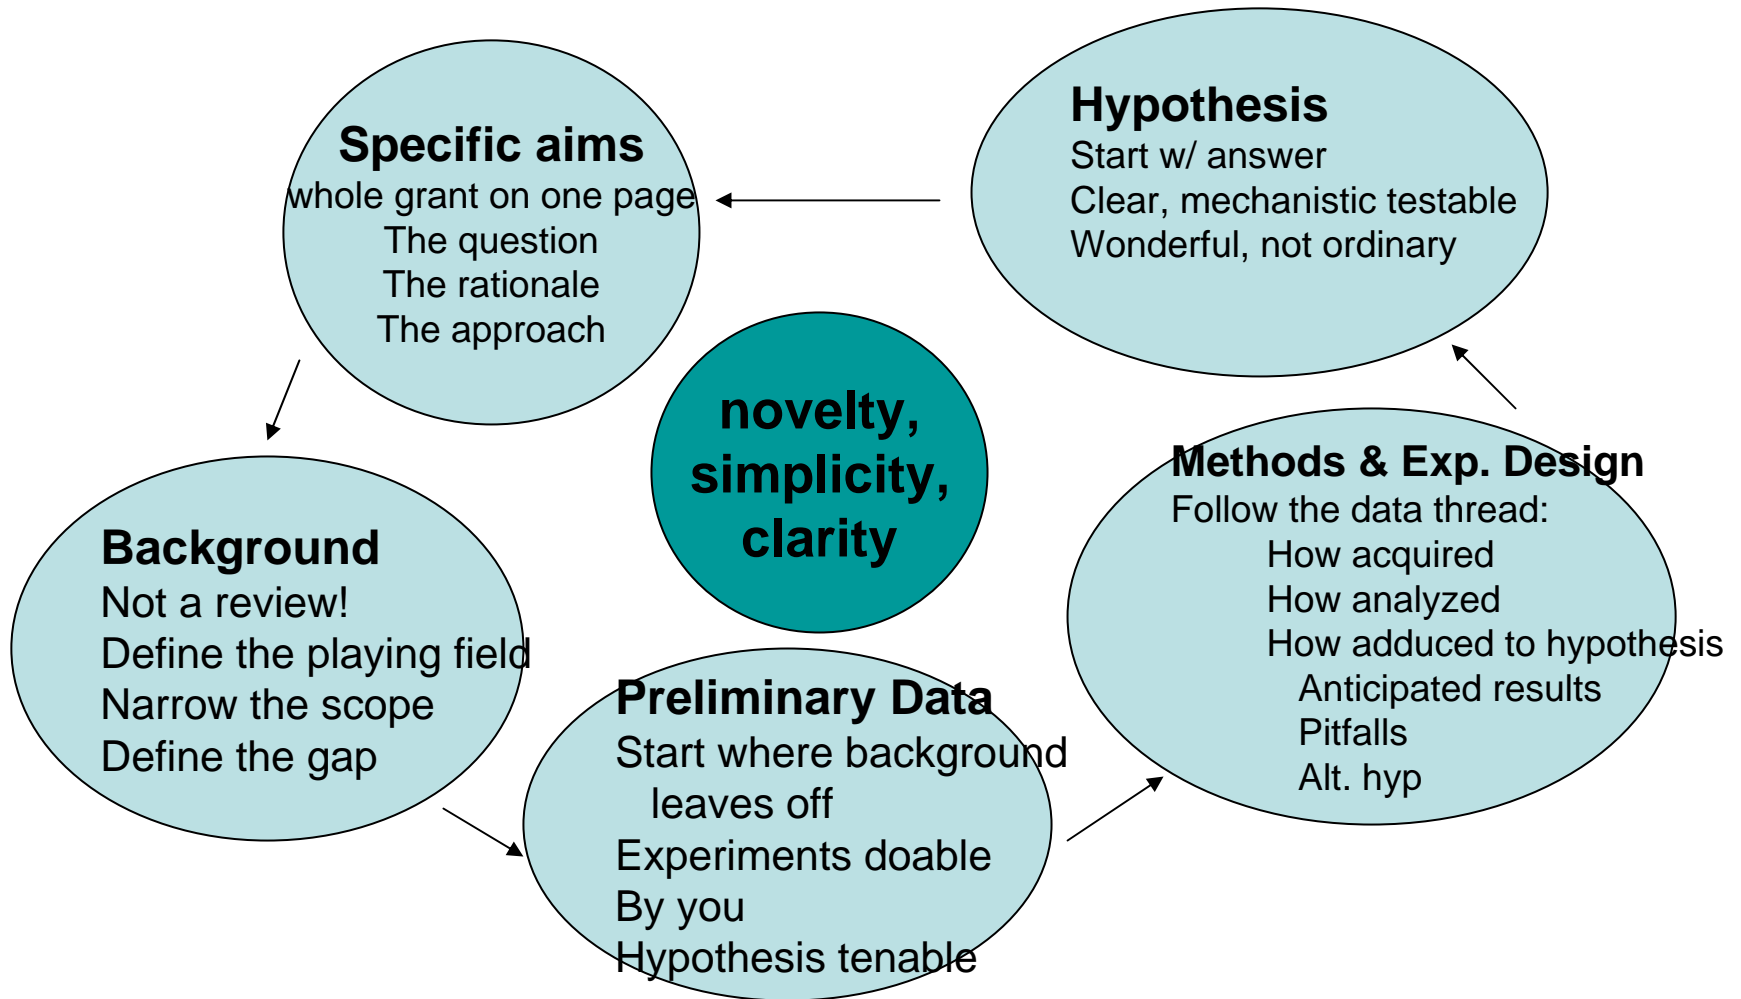 Specific aims
whole grant on one page
The question
The rationale
The approach
Hypothesis
Start w/ answer
Clear, mechanistic testable
Wonderful, not ordinary
novelty,
simplicity,
clarity
Background
Not a review!
Define the playing field
Narrow the scope
Define the gap
Preliminary Data
Start where background
leaves off
Experiments doable
By you
Hypothesis tenable
Methods & Exp. Design
Follow the data thread:
How acquired
How analyzed
How adduced to hypothesis
Anticipated results
Pitfalls
Alt. hyp